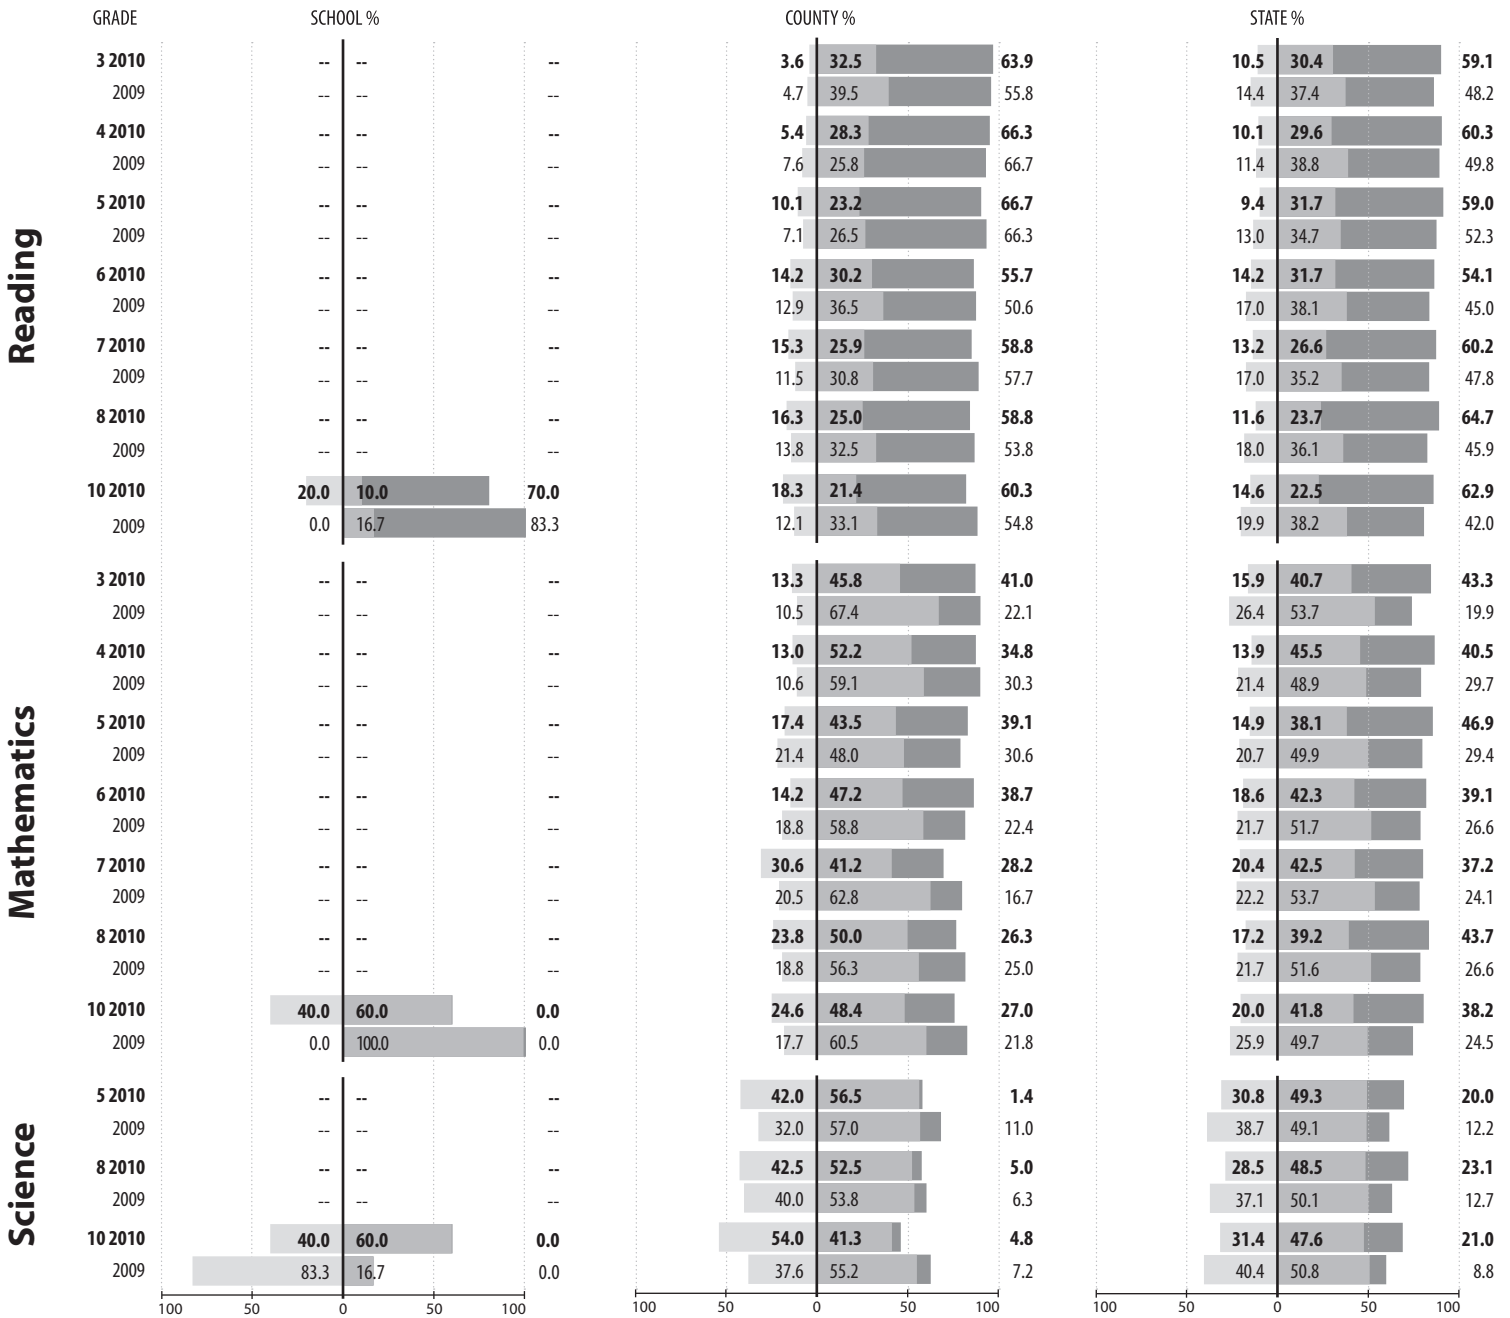 GRADE SCHOOL % COUNTY % STATE %
Reading
3 2010 -- -- -- 3.6 32.5 63.9 10.5 30.4 59.1
2009 -- -- -- 4.7 39.5 55.8 14.4 37.4 48.2
4 2010 -- -- -- 5.4 28.3 66.3 10.1 29.6 60.3
2009 -- -- -- 7.6 25.8 66.7 11.4 38.8 49.8
5 2010 -- -- -- 10.1 23.2 66.7 9.4 31.7 59.0
2009 -- -- -- 7.1 26.5 66.3 13.0 34.7 52.3
6 2010 -- -- -- 14.2 30.2 55.7 14.2 31.7 54.1
2009 -- -- -- 12.9 36.5 50.6 17.0 38.1 45.0
7 2010 -- -- -- 15.3 25.9 58.8 13.2 26.6 60.2
2009 -- -- -- 11.5 30.8 57.7 17.0 35.2 47.8
8 2010 -- -- -- 16.3 25.0 58.8 11.6 23.7 64.7
2009 -- -- -- 13.8 32.5 53.8 18.0 36.1 45.9
10 2010 20.0 10.0 70.0 18.3 21.4 60.3 14.6 22.5 62.9
2009 0.0 16.7 83.3 12.1 33.1 54.8 19.9 38.2 42.0
Mathematics
3 2010 -- -- -- 13.3 45.8 41.0 15.9 40.7 43.3
2009 -- -- -- 10.5 67.4 22.1 26.4 53.7 19.9
4 2010 -- -- -- 13.0 52.2 34.8 13.9 45.5 40.5
2009 -- -- -- 10.6 59.1 30.3 21.4 48.9 29.7
5 2010 -- -- -- 17.4 43.5 39.1 14.9 38.1 46.9
2009 -- -- -- 21.4 48.0 30.6 20.7 49.9 29.4
6 2010 -- -- -- 14.2 47.2 38.7 18.6 42.3 39.1
2009 -- -- -- 18.8 58.8 22.4 21.7 51.7 26.6
7 2010 -- -- -- 30.6 41.2 28.2 20.4 42.5 37.2
2009 -- -- -- 20.5 62.8 16.7 22.2 53.7 24.1
8 2010 -- -- -- 23.8 50.0 26.3 17.2 39.2 43.7
2009 -- -- -- 18.8 56.3 25.0 21.7 51.6 26.6
10 2010 40.0 60.0 0.0 24.6 48.4 27.0 20.0 41.8 38.2
2009 0.0 100.0 0.0 17.7 60.5 21.8 25.9 49.7 24.5
Science
5 2010 -- -- -- 42.0 56.5 1.4 30.8 49.3 20.0
2009 -- -- -- 32.0 57.0 11.0 38.7 49.1 12.2
8 2010 -- -- -- 42.5 52.5 5.0 28.5 48.5 23.1
2009 -- -- -- 40.0 53.8 6.3 37.1 50.1 12.7
10 2010 40.0 60.0 0.0 54.0 41.3 4.8 31.4 47.6 21.0
2009 83.3 16.7 0.0 37.6 55.2 7.2 40.4 50.8 8.8
100 50 0 50 100 100 50 0 50 100 100 50 0 50 100